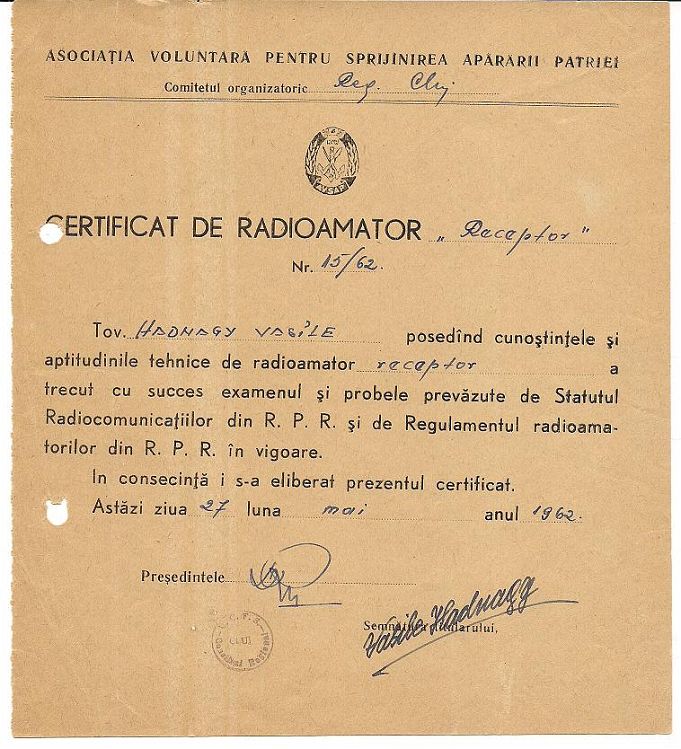 ASOCIAȚIA VOLUNTARĂ PENTRU SPRIJINIREA APĂRĂRII PATRIEI
Comitetul organizatoric Reg. Cluj
CERTIFICAT DE RADIOAMATOR „Receptor"
Nr. 15/62.
Tov. HADNAGY VASILE posedînd cunoștințele și
aptitudinile tehnice de radioamator receptor a
trecut cu succes examenul și probele prevăzute de Statutul
Radiocomunicațiilor din R. P. R. și de Regulamentul radioama-
torilor din R. P. R. în vigoare.
In consecință i s-a eliberat prezentul certificat.
Astăzi ziua 27 luna mai anul 1962.
Președintele
Semnătura titularului,
Vasile Hadnagy